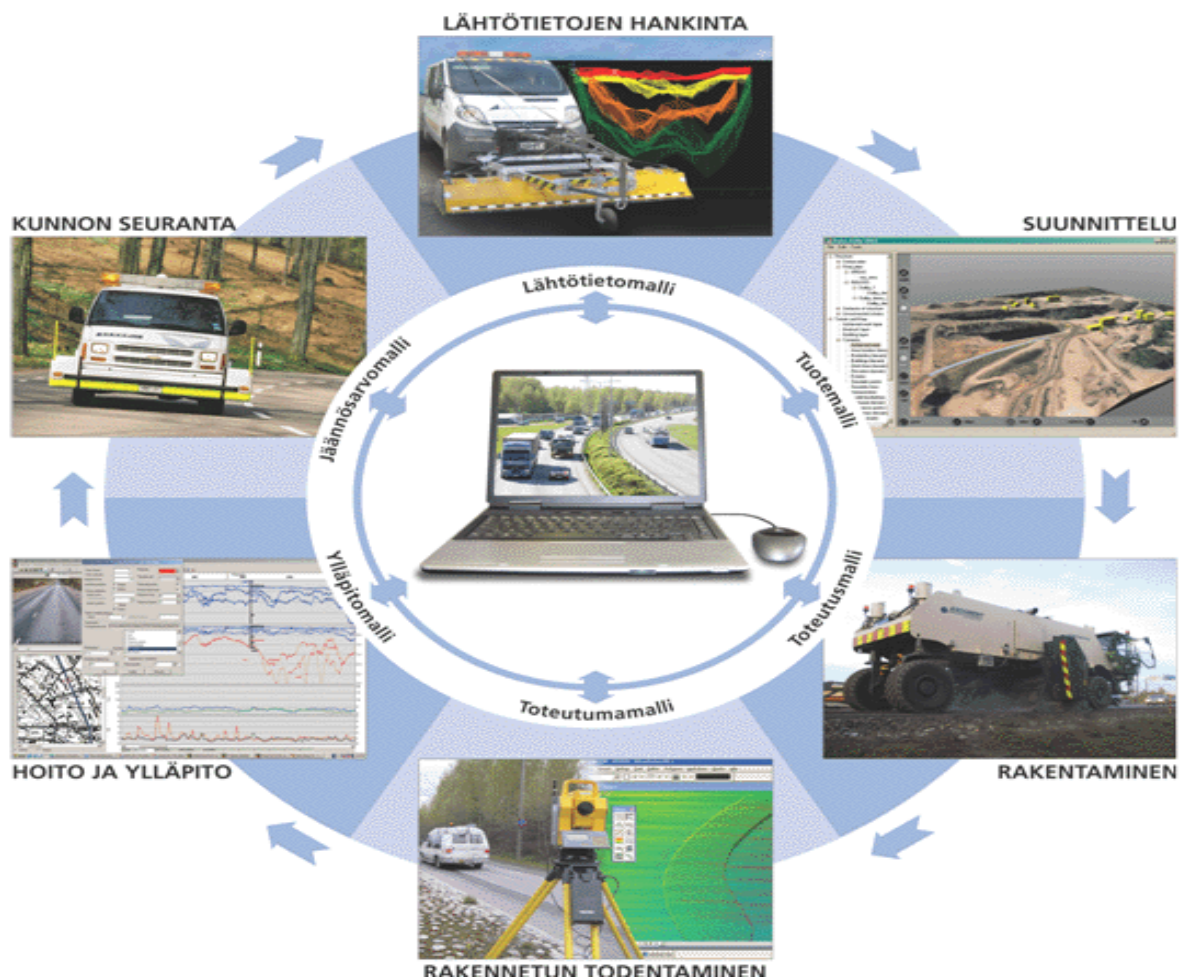 LÄHTÖTIETOJEN HANKINTA
KUNNON SEURANTA
SUUNNITTELU
Lähtötietomalli
Jäännösarvomalli
Tuotemalli
Ylläpitomalli
Toteutusmalli
Toteutumamalli
HOITO JA YLLÄPITO
RAKENTAMINEN
RAKENNETUN TODENTAMINEN